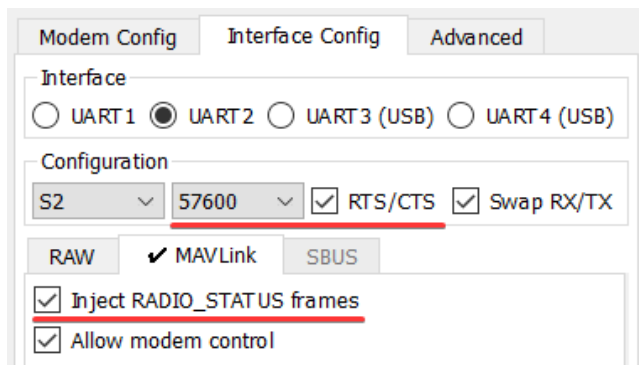 Modem Config Interface Config Advanced
Interface
UART1 UART2 UART3 (USB) UART4 (USB)
Configuration
S2 57600 RTS/CTS Swap RX/TX
RAW ✔ MAVLink SBUS
Inject RADIO_STATUS frames
Allow modem control